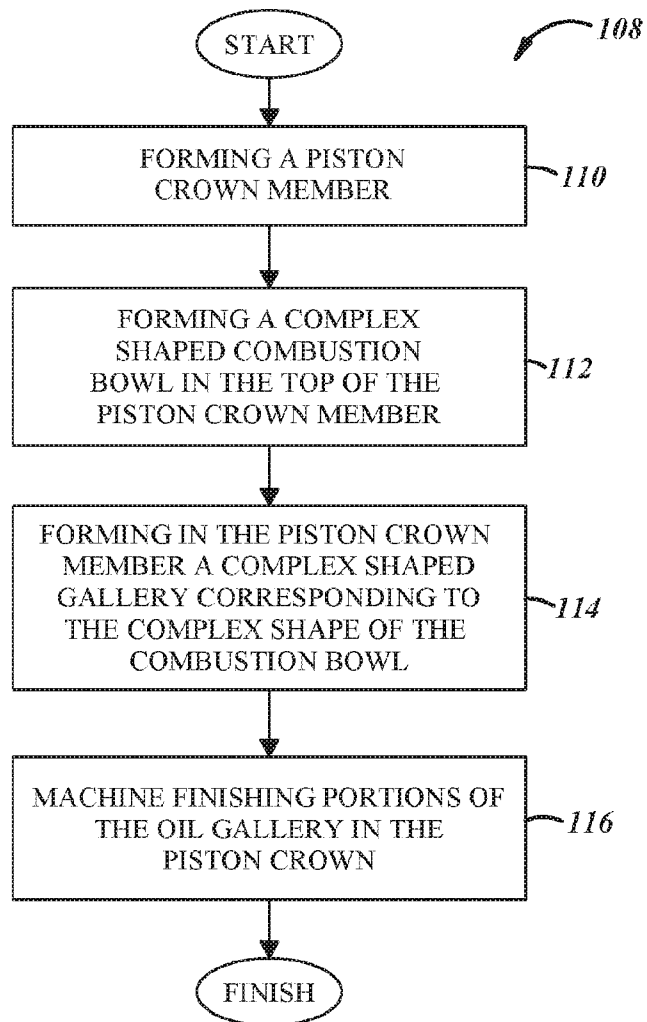 START
108
FORMING A PISTON
CROWN MEMBER
110
FORMING A COMPLEX
SHAPED COMBUSTION
BOWL IN THE TOP OF THE
PISTON CROWN MEMBER
112
FORMING IN THE PISTON CROWN
MEMBER A COMPLEX SHAPED
GALLERY CORRESPONDING TO
THE COMPLEX SHAPE OF THE
COMBUSTION BOWL
114
MACHINE FINISHING PORTIONS OF
THE OIL GALLERY IN THE
PISTON CROWN
116
FINISH